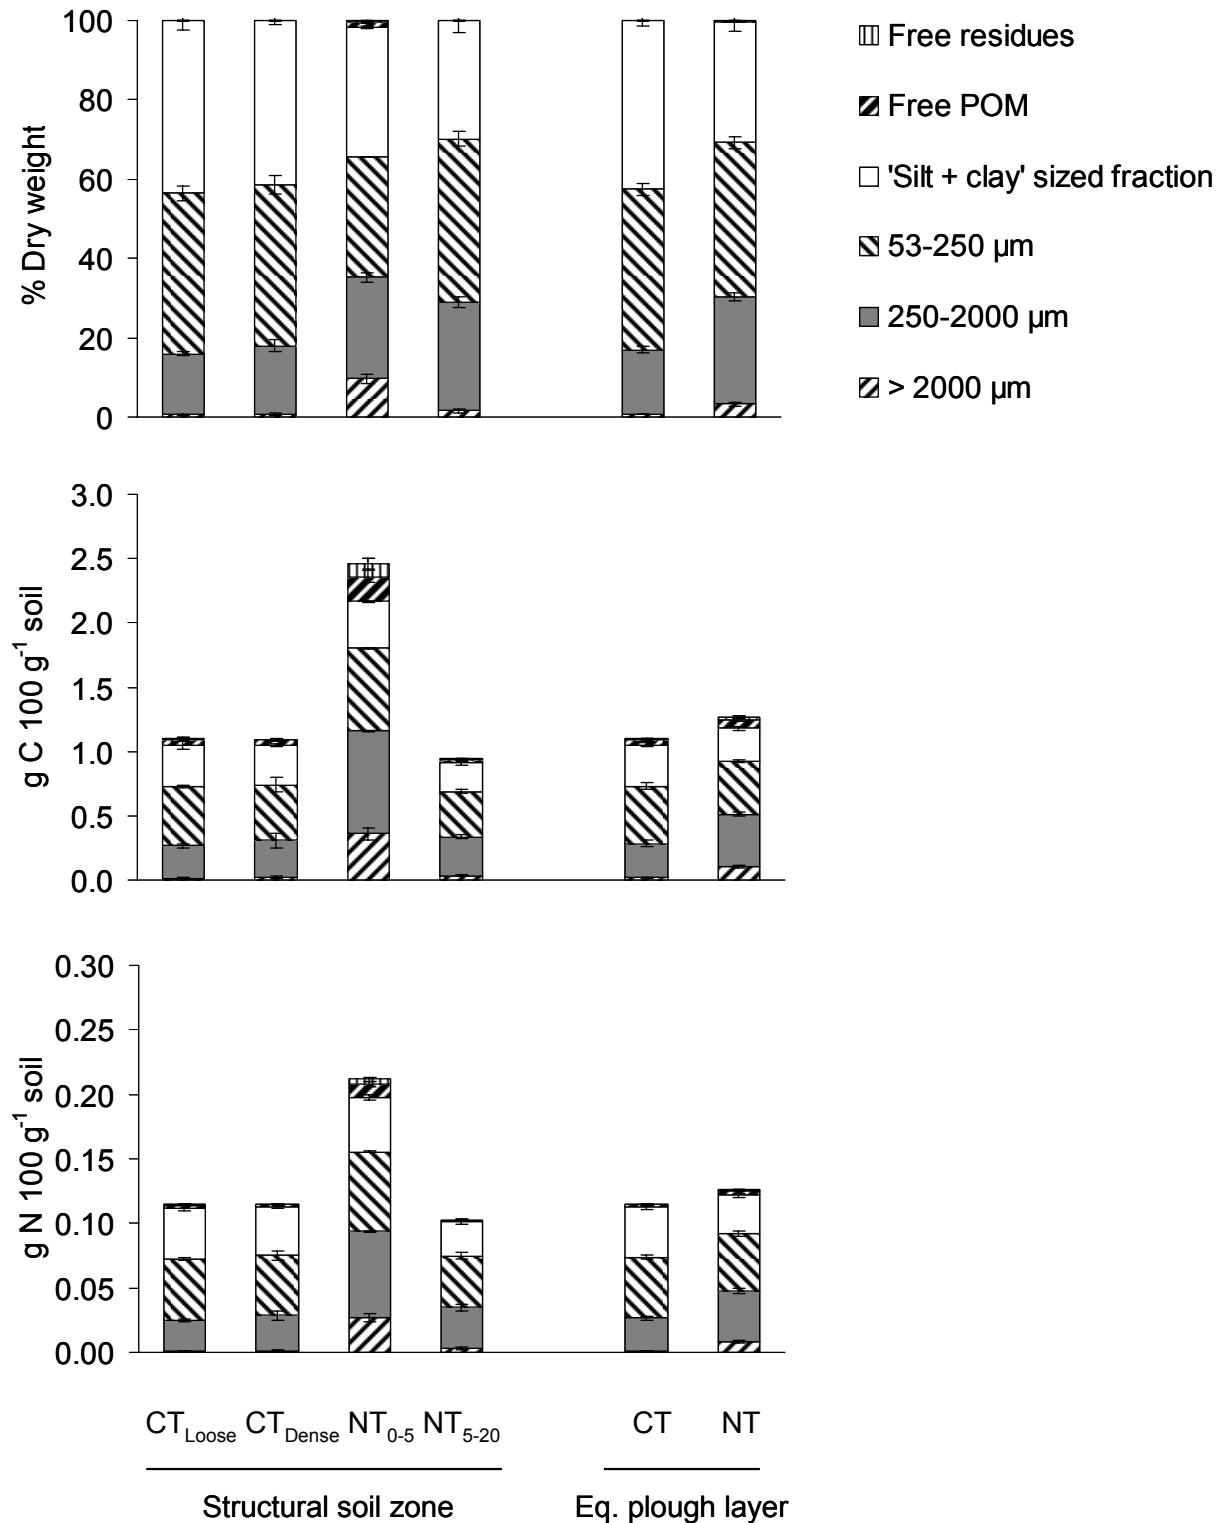 100
80
60
40
20
0
% Dry weight
Free residues
Free POM
'Silt + clay' sized fraction
53-250 µm
250-2000 µm
> 2000 µm
3.0
2.5
2.0
1.5
1.0
0.5
0.0
g C 100 g-1 soil
0.30
0.25
0.20
0.15
0.10
0.05
0.00
g N 100 g-1 soil
CTLoose CTDense NT0-5 NT5-20 CT NT
Structural soil zone Eq. plough layer